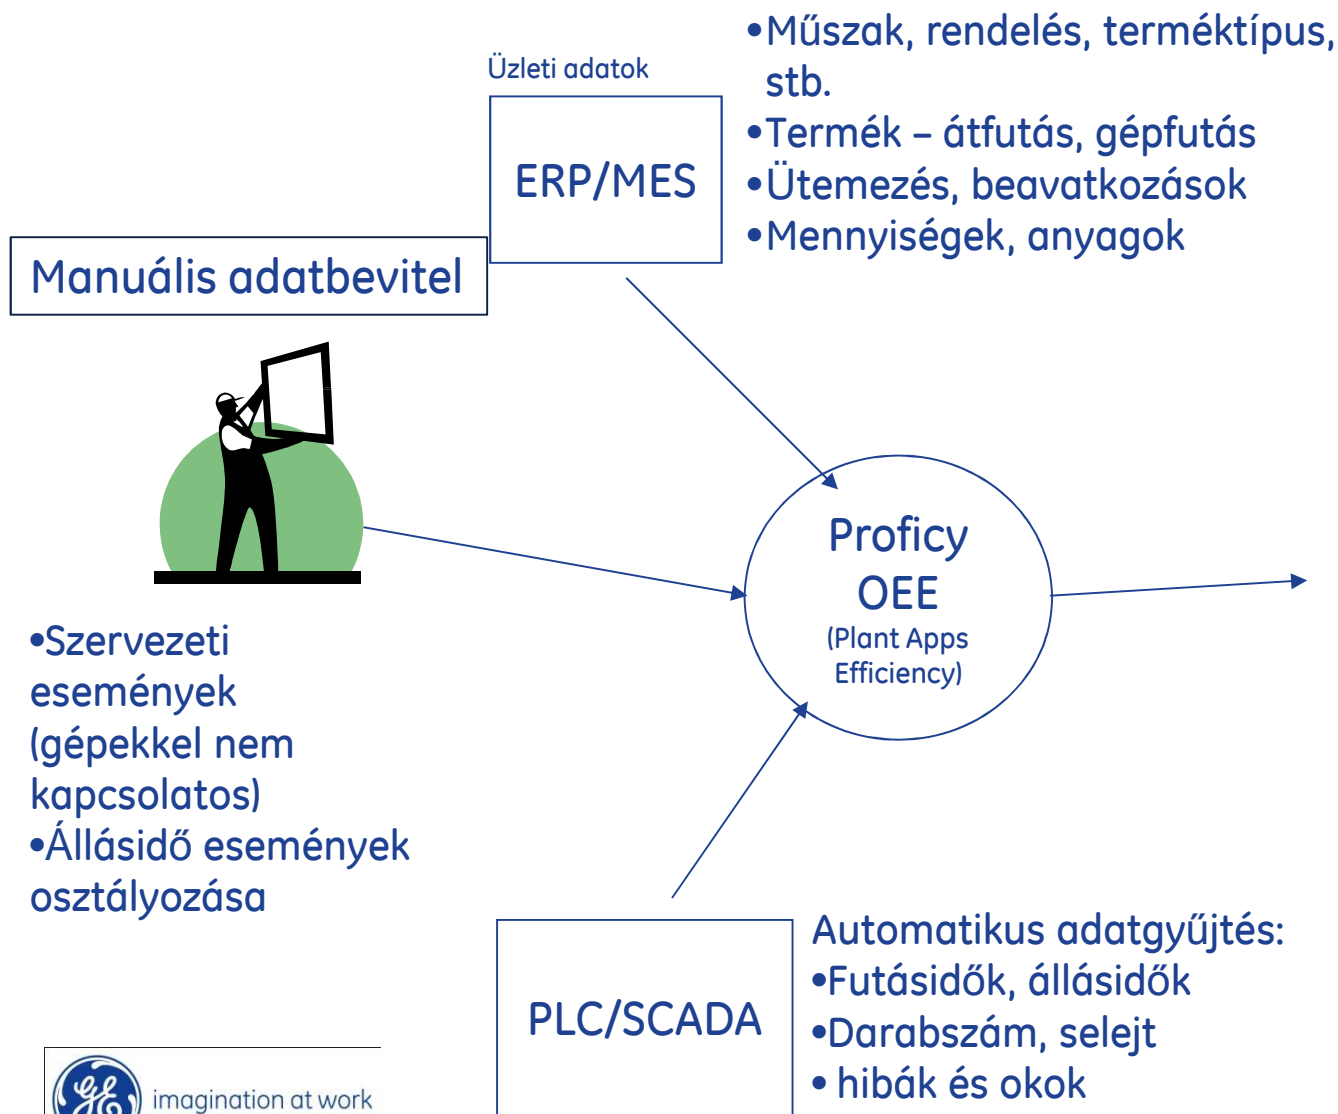 Üzleti adatok
ERP/MES
•Műszak, rendelés, terméktípus,
stb.
•Termék – átfutás, gépfutás
•Ütemezés, beavatkozások
•Mennyiségek, anyagok
Manuális adatbevitel
•Szervezeti
események
(gépekkel nem
kapcsolatos)
•Állásidő események
osztályozása
Proficy
OEE
(Plant Apps
Efficiency)
PLC/SCADA
Automatikus adatgyűjtés:
•Futásidők, állásidők
•Darabszám, selejt
• hibák és okok
GE
imagination at work